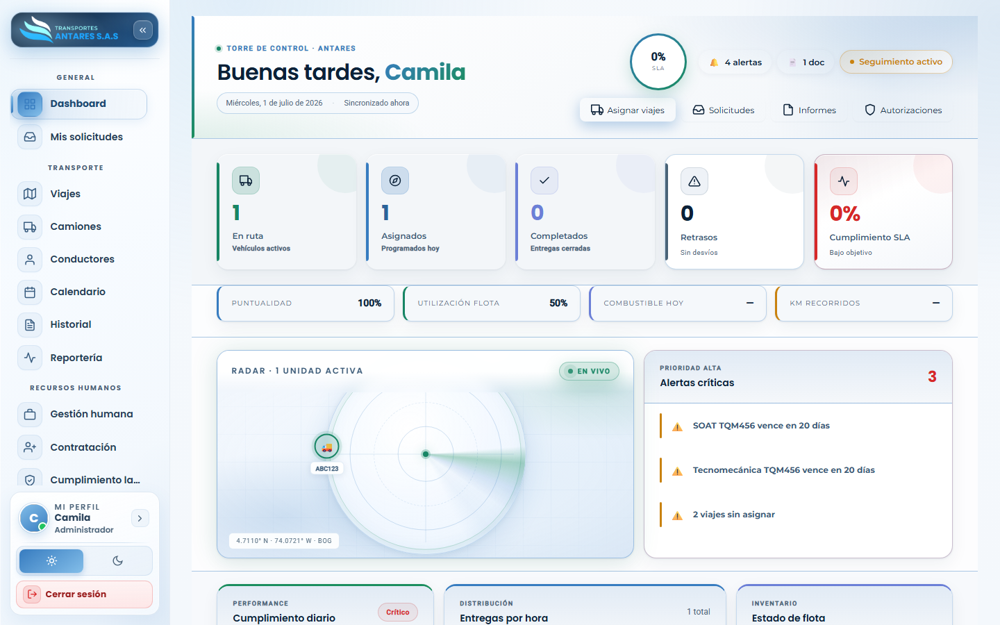 TRANSPORTES
ANTARES S.A.S
GENERAL
Dashboard
Mis solicitudes
TRANSPORTE
Viajes
Camiones
Conductores
Calendario
Historial
Reportería
RECURSOS HUMANOS
Gestión humana
Contratación
Cumplimiento la...
MI PERFIL
C
Camila
Administrador
Cerrar sesión
TORRE DE CONTROL · ANTARES
Buenas tardes, Camila
Miércoles, 1 de julio de 2026 · Sincronizado ahora
0%
SLA
4 alertas
1 doc
Seguimiento activo
Asignar viajes
Solicitudes
Informes
Autorizaciones
1
En ruta
Vehículos activos
1
Asignados
Programados hoy
0
Completados
Entregas cerradas
0
Retrasos
Sin desvíos
0%
Cumplimiento SLA
Bajo objetivo
PUNTUALIDAD 100%
UTILIZACIÓN FLOTA 50%
COMBUSTIBLE HOY —
KM RECORRIDOS —
RADAR · 1 UNIDAD ACTIVA
EN VIVO
ABC123
4.7110° N · 74.0721° W · BOG
PRIORIDAD ALTA
Alertas críticas
3
SOAT TQM456 vence en 20 días
Tecnomecánica TQM456 vence en 20 días
2 viajes sin asignar
PERFORMANCE
Cumplimiento diario
Crítico
DISTRIBUCIÓN
Entregas por hora
1 total
INVENTARIO
Estado de flota